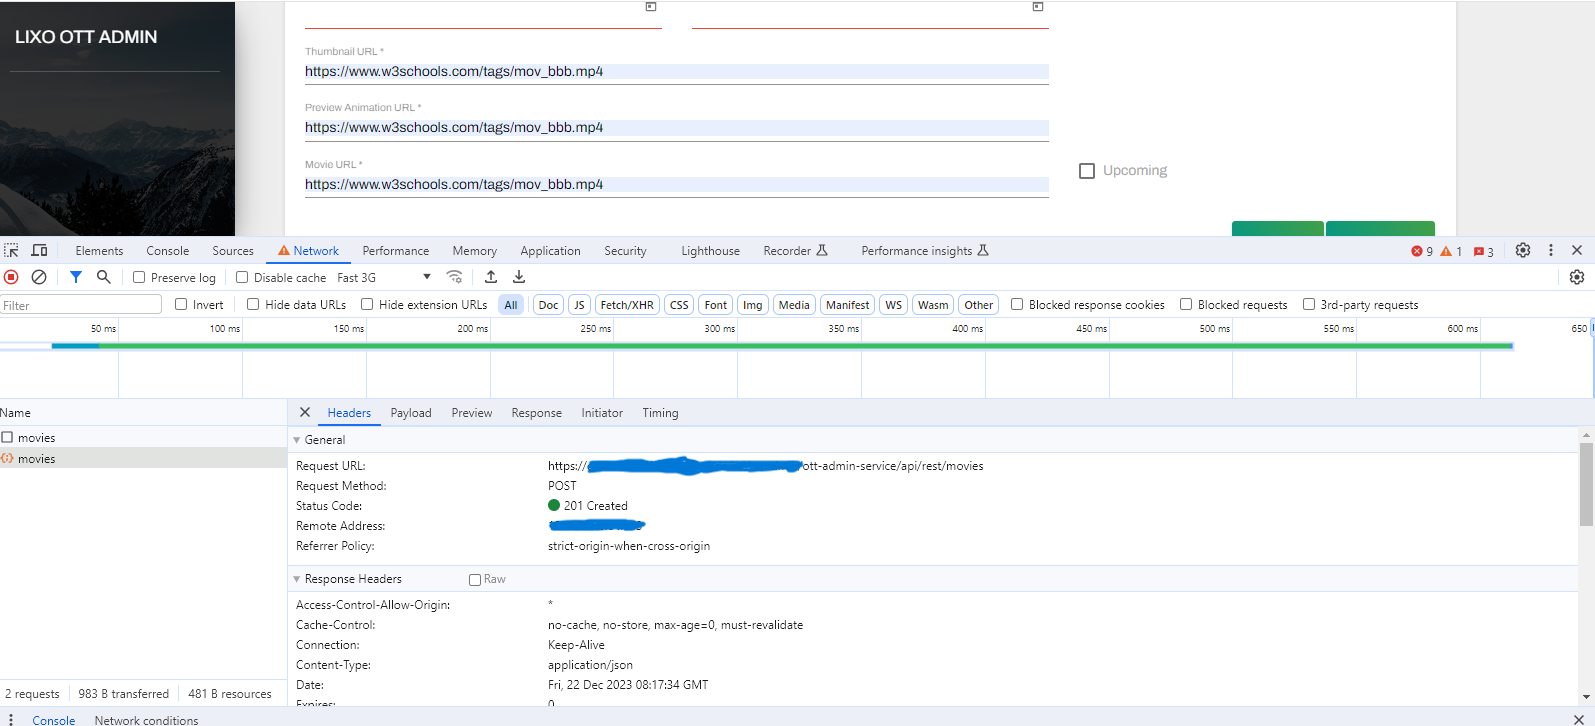 LIXO OTT ADMIN
Thumbnail URL *
https://www.w3schools.com/tags/mov_bbb.mp4
Preview Animation URL *
https://www.w3schools.com/tags/mov_bbb.mp4
Movie URL *
https://www.w3schools.com/tags/mov_bbb.mp4
Upcoming
Elements Console Sources Network Performance Memory Application Security Lighthouse Recorder Performance insights 9 1 3
Preserve log Disable cache Fast 3G
Filter Invert Hide data URLs Hide extension URLs All Doc JS Fetch/XHR CSS Font Img Media Manifest WS Wasm Other Blocked response cookies Blocked requests 3rd-party requests
50 ms 100 ms 150 ms 200 ms 250 ms 300 ms 350 ms 400 ms 450 ms 500 ms 550 ms 600 ms 650
Name
movies
movies
Headers Payload Preview Response Initiator Timing
General
Request URL: https:// ott-admin-service/api/rest/movies
Request Method: POST
Status Code: 201 Created
Remote Address:
Referrer Policy: strict-origin-when-cross-origin
Response Headers Raw
Access-Control-Allow-Origin: *
Cache-Control: no-cache, no-store, max-age=0, must-revalidate
Connection: Keep-Alive
Content-Type: application/json
Date: Fri, 22 Dec 2023 08:17:34 GMT
Expires: 0
2 requests 983 B transferred 481 B resources
Console Network conditions